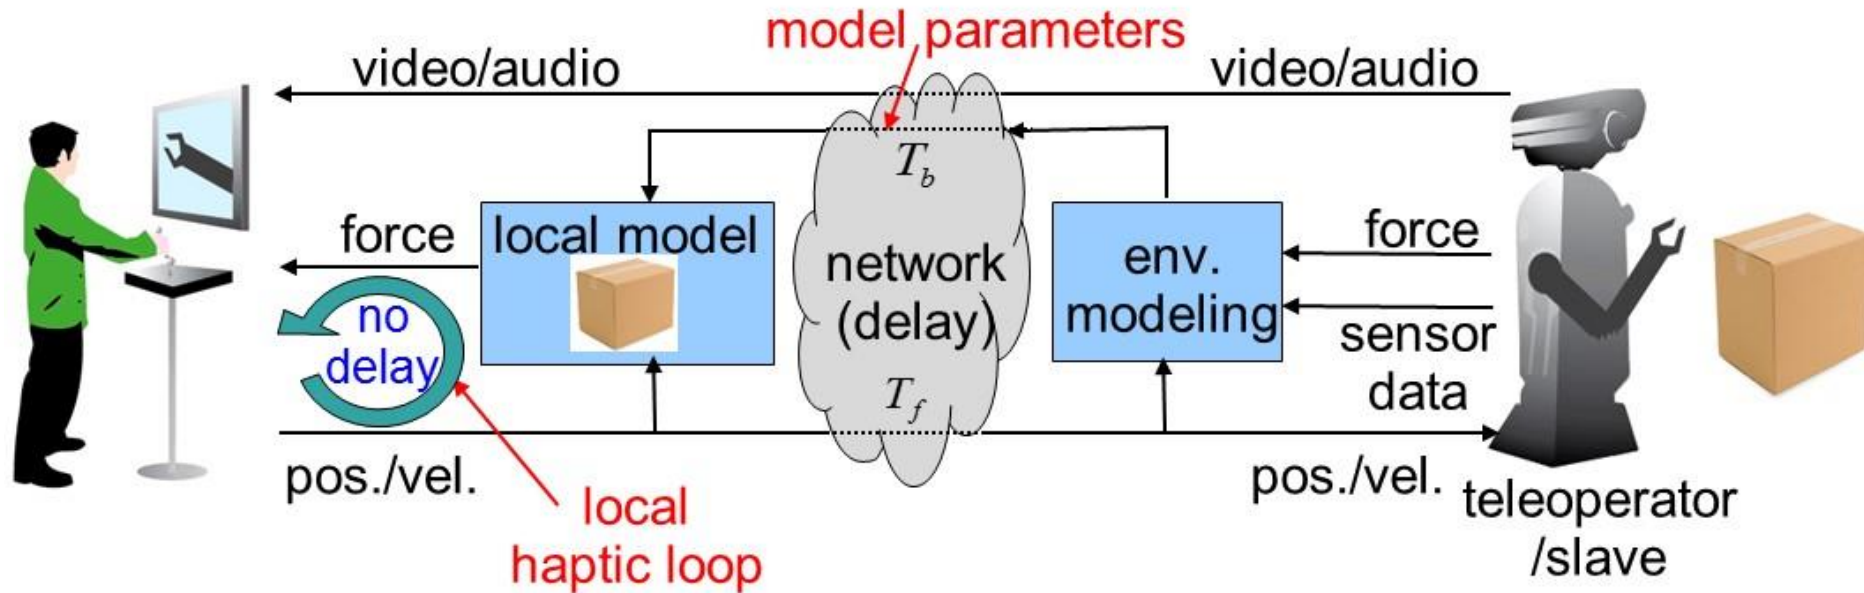 model parameters
video/audio
video/audio
T_b
force
local model
network
(delay)
env.
modeling
force
sensor
data
no
delay
T_f
pos./vel.
pos./vel.
local
haptic loop
teleoperator
/slave